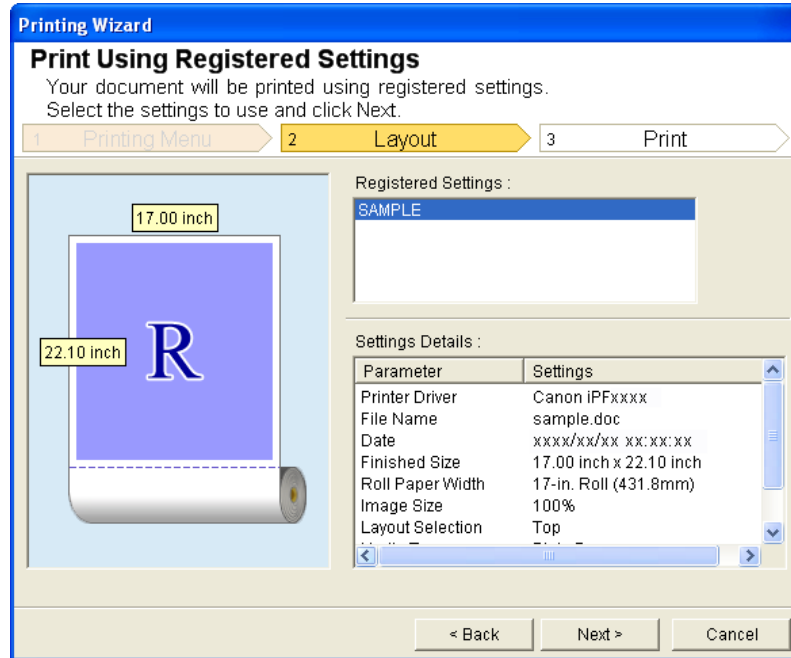 Printing Wizard
Print Using Registered Settings
Your document will be printed using registered settings.
Select the settings to use and click Next.
1 Printing Menu 2 Layout 3 Print
17.00 inch
22.10 inch
R
Registered Settings :
SAMPLE
Settings Details :
Parameter Settings
Printer Driver Canon iPFxxxx
File Name sample.doc
Date xxxx/xx/xx xx:xx:xx
Finished Size 17.00 inch x 22.10 inch
Roll Paper Width 17-in. Roll (431.8mm)
Image Size 100%
Layout Selection Top
< Back Next > Cancel